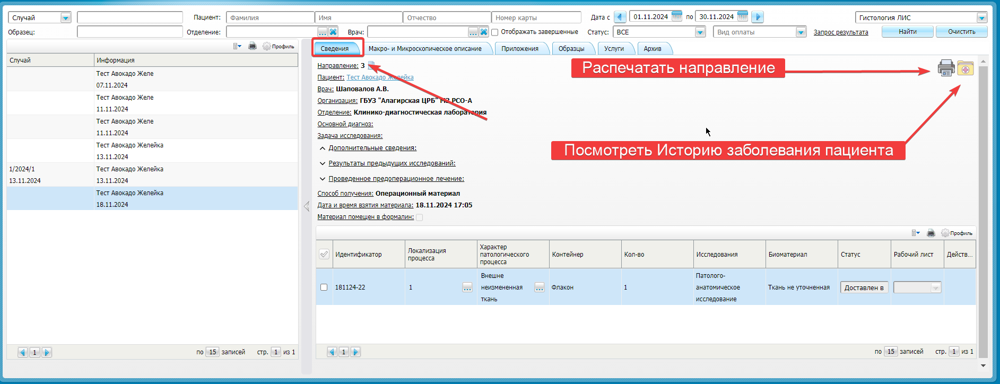 Случай
Пациент:
Фамилия
Имя
Отчество
Номер карты
Дата с
01.11.2024
по
30.11.2024
Гистология ЛИС
Образец:
Отделение:
...
Врач:
...
Отображать завершенные
Статус:
ВСЕ
Вид оплаты
Запрос результата
Найти
Очистить
Профиль
Случай
Информация
Тест Авокадо Желе
07.11.2024
Тест Авокадо Желе
11.11.2024
Тест Авокадо Желе
11.11.2024
Тест Авокадо Желейка
13.11.2024
1/2024/1
Тест Авокадо Желейка
13.11.2024
13.11.2024
Тест Авокадо Желейка
18.11.2024
1
по 15 записей
стр. 1 из 1
Сведения
Макро- и Микроскопическое описание
Приложения
Образцы
Услуги
Архив
Направление: 3
Распечатать направление
Пациент: Тест Авокадо Желейка
Врач: Шаповалов А.В.
Организация: ГБУЗ "Алагирская ЦРБ" МЗ РСО-А
Отделение: Клинико-диагностическая лаборатория
Основной диагноз:
Задача исследования:
Посмотреть Историю заболевания пациента
Дополнительные сведения:
Результаты предыдущих исследований:
Проведенное предоперационное лечение:
Способ получения: Операционный материал
Дата и время взятия материала: 18.11.2024 17:05
Материал помещен в формалин:
Профиль
Идентификатор
Локализация
процесса
Характер
патологического
процесса
Контейнер
Кол-во
Исследования
Биоматериал
Статус
Рабочий лист
Действ...
181124-22
1
...
Внешне
неизмененная
ткань
...
Флакон
1
Патолого-
анатомическое
исследование
Ткань не уточненная
Доставлен в
1
по 15 записей
стр. 1 из 1